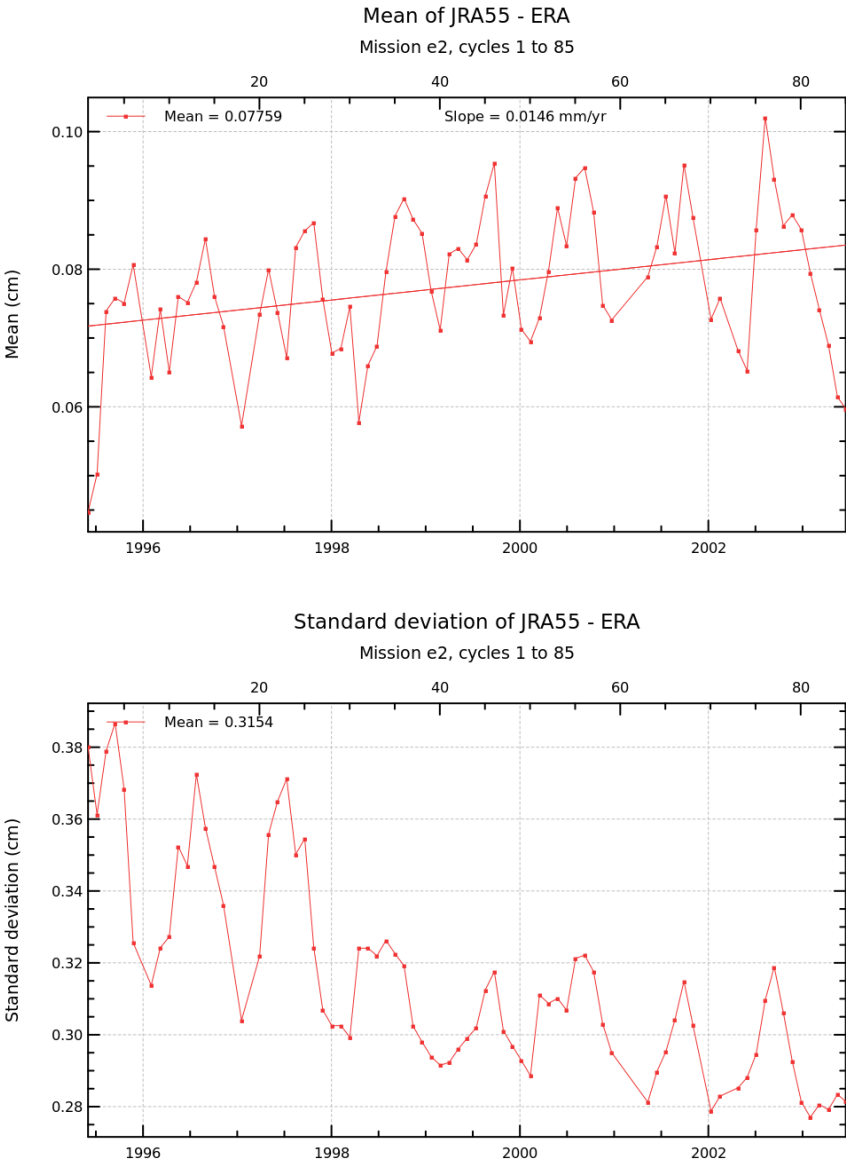 Mean of JRA55 - ERA
Mission e2, cycles 1 to 85
20 40 60 80
Mean = 0.07759 Slope = 0.0146 mm/yr
0.10
0.08
0.06
Mean (cm)
1996 1998 2000 2002
Standard deviation of JRA55 - ERA
Mission e2, cycles 1 to 85
20 40 60 80
Mean = 0.3154
0.38
0.36
0.34
0.32
0.30
0.28
Standard deviation (cm)
1996 1998 2000 2002